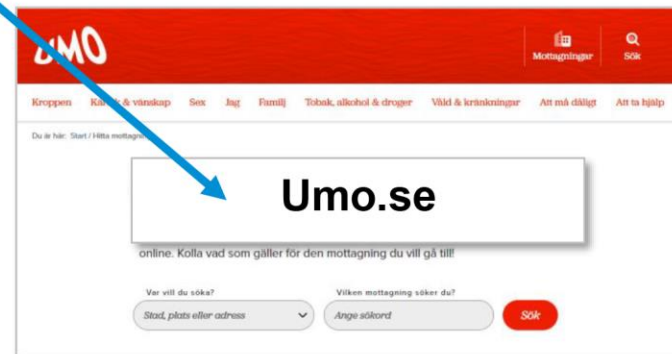 UMO
Mottagningar
Sök
Kroppen Kärlek & vänskap Sex Jag Familj Tobak, alkohol & droger Våld & kränkningar Att må dåligt Att ta hjälp
Du är här: Start / Hitta
Umo.se
online. Kolla vad som gäller för den mottagning du vill gå till!
Var vill du söka? Vilken mottagning söker du?
Stad, plats eller adress Ange sökord Sök